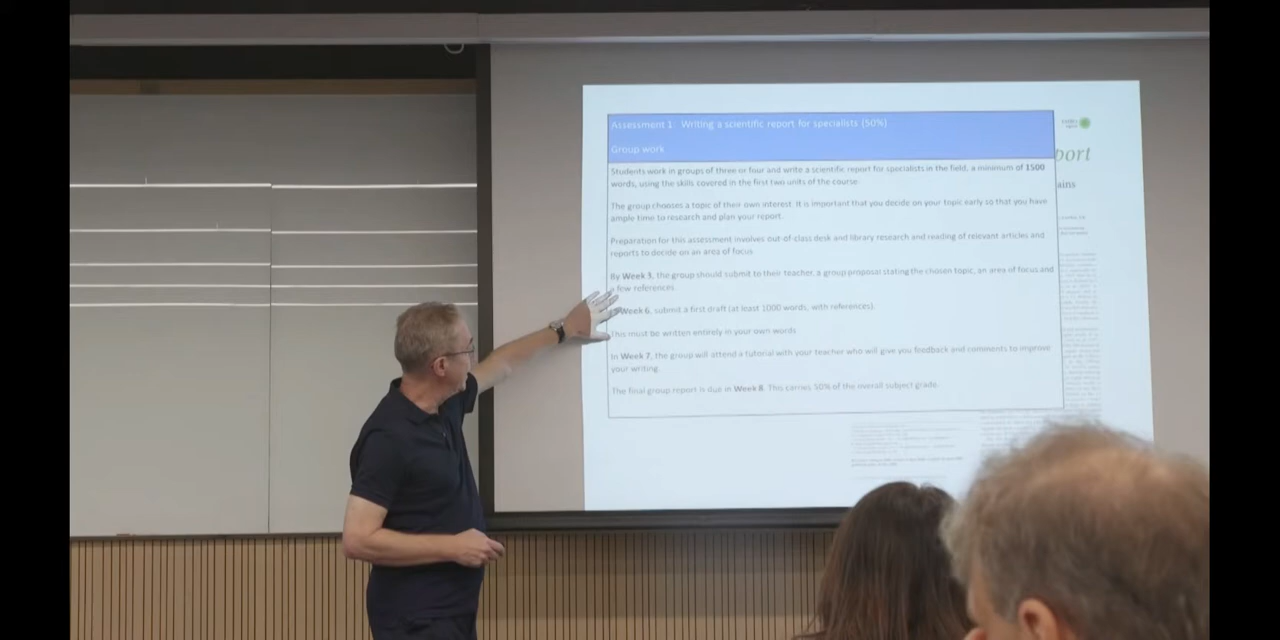 Assessment 1: Writing a scientific report for specialists (50%)
Group work
Students work in groups of three or four and write a scientific report for specialists in the field, a minimum of 1500
words, using the skills covered in the first two units of the course.
The group chooses a topic of their own interest. It is important that you decide on your topic early so that you have
ample time to research and plan your report.
Preparation for this assessment involves out-of-class desk and library research and reading of relevant articles and
reports to decide on an area of focus
By Week 3, the group should submit to their teacher, a group proposal stating the chosen topic, an area of focus and
a few references
Week 6, submit a first draft (at least 1000 words, with references).
This must be written entirely in your own words
In Week 7, the group will attend a tutorial with your teacher who will give you feedback and comments to improve
your writing.
The final group report is due in Week 8. This carries 50% of the overall subject grade.
port
ains